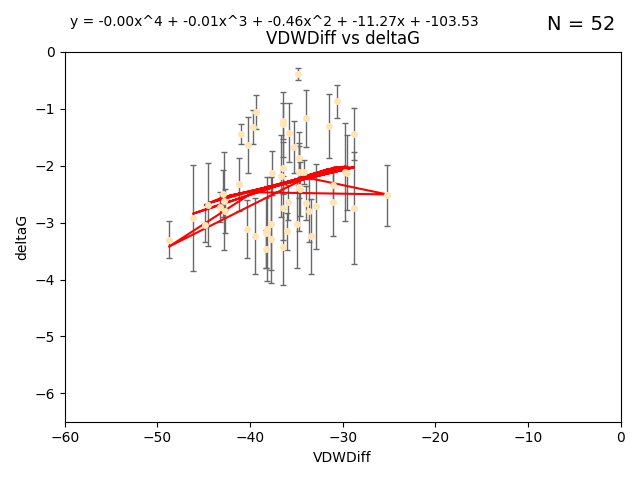 y = -0.00x^4 + -0.01x^3 + -0.46x^2 + -11.27x + -103.53
N = 52
VDWDiff vs deltaG
0
−1
−2
−3
−4
−5
−6
deltaG
−60
−50
−40
−30
−20
−10
0
VDWDiff